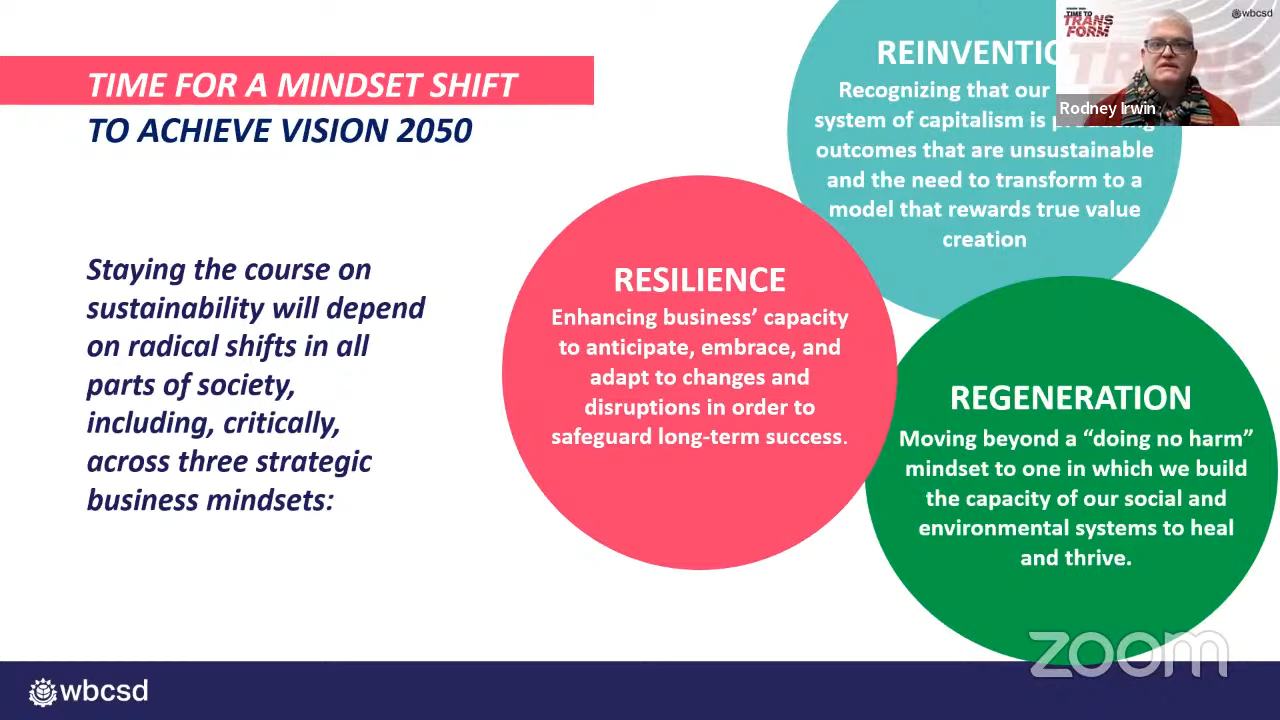 TIME FOR A MINDSET SHIFT
TO ACHIEVE VISION 2050
Staying the course on
sustainability will depend
on radical shifts in all
parts of society,
including, critically,
across three strategic
business mindsets:
REINVENTIO
Recognizing that our
system of capitalism is
outcomes that are unsustainable
and the need to transform to a
model that rewards true value
creation
RESILIENCE
Enhancing business’ capacity
to anticipate, embrace, and
adapt to changes and
disruptions in order to
safeguard long-term success.
REGENERATION
Moving beyond a “doing no harm”
mindset to one in which we build
the capacity of our social and
environmental systems to heal
and thrive.
TIME TO
TRANS
FORM
wbcsd
Rodney Irwin
zoom
wbcsd